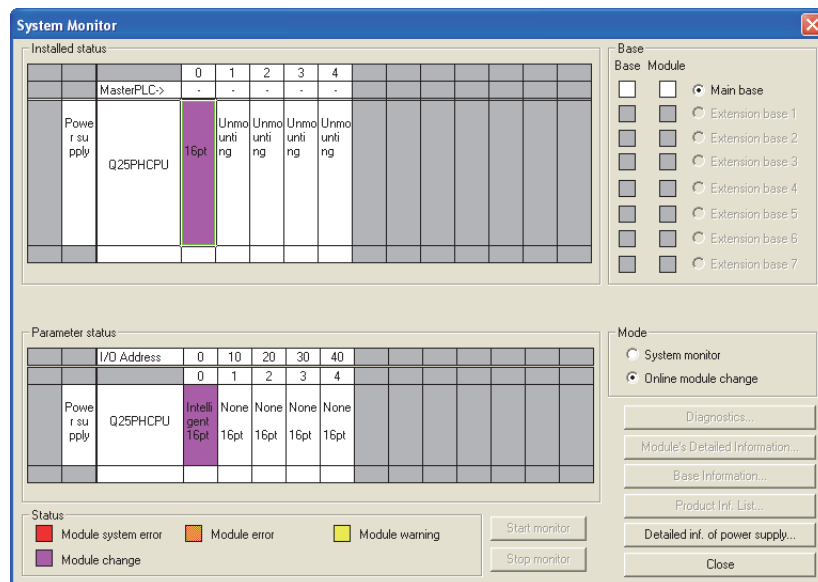 System Monitor
Installed status
0 1 2 3 4
MasterPLC-> - - - - -
Powe
r su
pply
Q25PHCPU
16pt
Unmo
unti
ng
Unmo
unti
ng
Unmo
unti
ng
Unmo
unti
ng
Base
Base Module
Main base
Extension base 1
Extension base 2
Extension base 3
Extension base 4
Extension base 5
Extension base 6
Extension base 7
Parameter status
I/O Address 0 10 20 30 40
0 1 2 3 4
Powe
r su
pply
Q25PHCPU
Intelli
gent
16pt
None
16pt
None
16pt
None
16pt
None
16pt
Mode
System monitor
Online module change
Diagnostics...
Module's Detailed Information...
Base Information...
Product Inf. List...
Detailed inf. of power supply...
Close
Status
Module system error
Module error
Module warning
Module change
Start monitor
Stop monitor